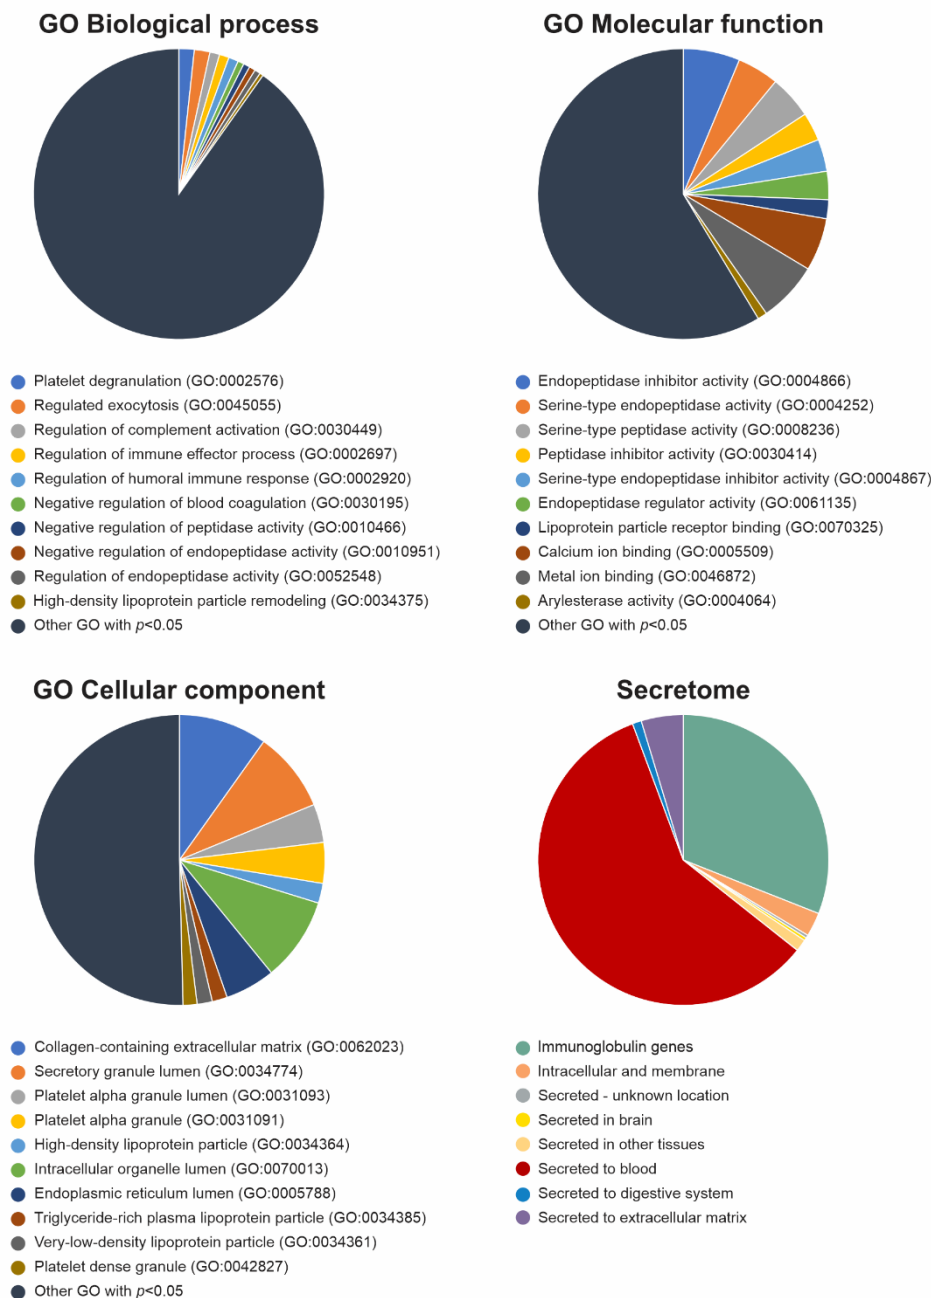 GO Biological process
Platelet degranulation (GO:0002576)
Regulated exocytosis (GO:0045055)
Regulation of complement activation (GO:0030449)
Regulation of immune effector process (GO:0002697)
Regulation of humoral immune response (GO:0002920)
Negative regulation of blood coagulation (GO:0030195)
Negative regulation of peptidase activity (GO:0010466)
Negative regulation of endopeptidase activity (GO:0010951)
Regulation of endopeptidase activity (GO:0052548)
High-density lipoprotein particle remodeling (GO:0034375)
Other GO with p<0.05
GO Molecular function
Endopeptidase inhibitor activity (GO:0004866)
Serine-type endopeptidase activity (GO:0004252)
Serine-type peptidase activity (GO:0008236)
Peptidase inhibitor activity (GO:0030414)
Serine-type endopeptidase inhibitor activity (GO:0004867)
Endopeptidase regulator activity (GO:0061135)
Lipoprotein particle receptor binding (GO:0070325)
Calcium ion binding (GO:0005509)
Metal ion binding (GO:0046872)
Arylesterase activity (GO:0004064)
Other GO with p<0.05
GO Cellular component
Collagen-containing extracellular matrix (GO:0062023)
Secretory granule lumen (GO:0034774)
Platelet alpha granule lumen (GO:0031093)
Platelet alpha granule (GO:0031091)
High-density lipoprotein particle (GO:0034364)
Intracellular organelle lumen (GO:0070013)
Endoplasmic reticulum lumen (GO:0005788)
Triglyceride-rich plasma lipoprotein particle (GO:0034385)
Very-low-density lipoprotein particle (GO:0034361)
Platelet dense granule (GO:0042827)
Other GO with p<0.05
Secretome
Immunoglobulin genes
Intracellular and membrane
Secreted - unknown location
Secreted in brain
Secreted in other tissues
Secreted to blood
Secreted to digestive system
Secreted to extracellular matrix